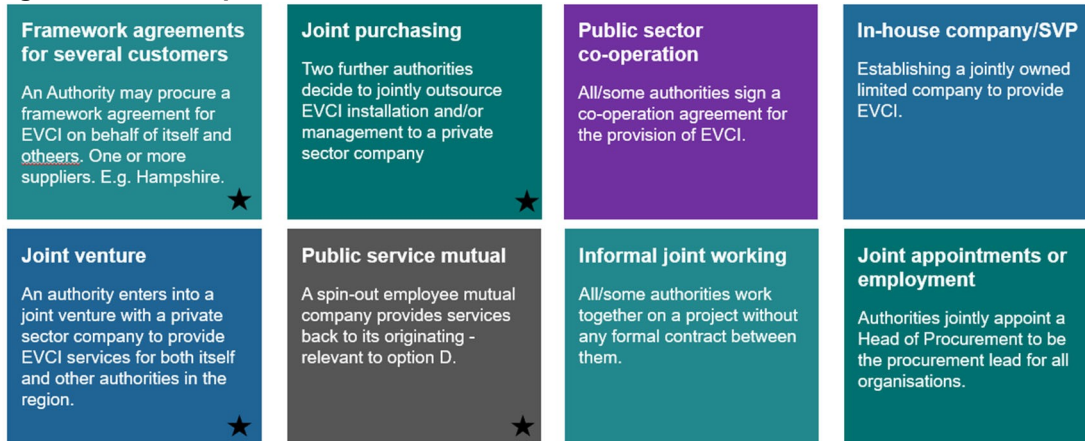 Framework agreements
for several customers
An Authority may procure a
framework agreement for
EVCI on behalf of itself and
otheers. One or more
suppliers. E.g. Hampshire.
Joint purchasing
Two further authorities
decide to jointly outsource
EVCI installation and/or
management to a private
sector company
Public sector
co-operation
All/some authorities sign a
co-operation agreement for
the provision of EVCI.
In-house company/SVP
Establishing a jointly owned
limited company to provide
EVCI.
Joint venture
An authority enters into a
joint venture with a private
sector company to provide
EVCI services for both itself
and other authorities in the
region.
Public service mutual
A spin-out employee mutual
company provides services
back to its originating -
relevant to option D.
Informal joint working
All/some authorities work
together on a project without
any formal contract between
them.
Joint appointments or
employment
Authorities jointly appoint a
Head of Procurement to be
the procurement lead for all
organisations.